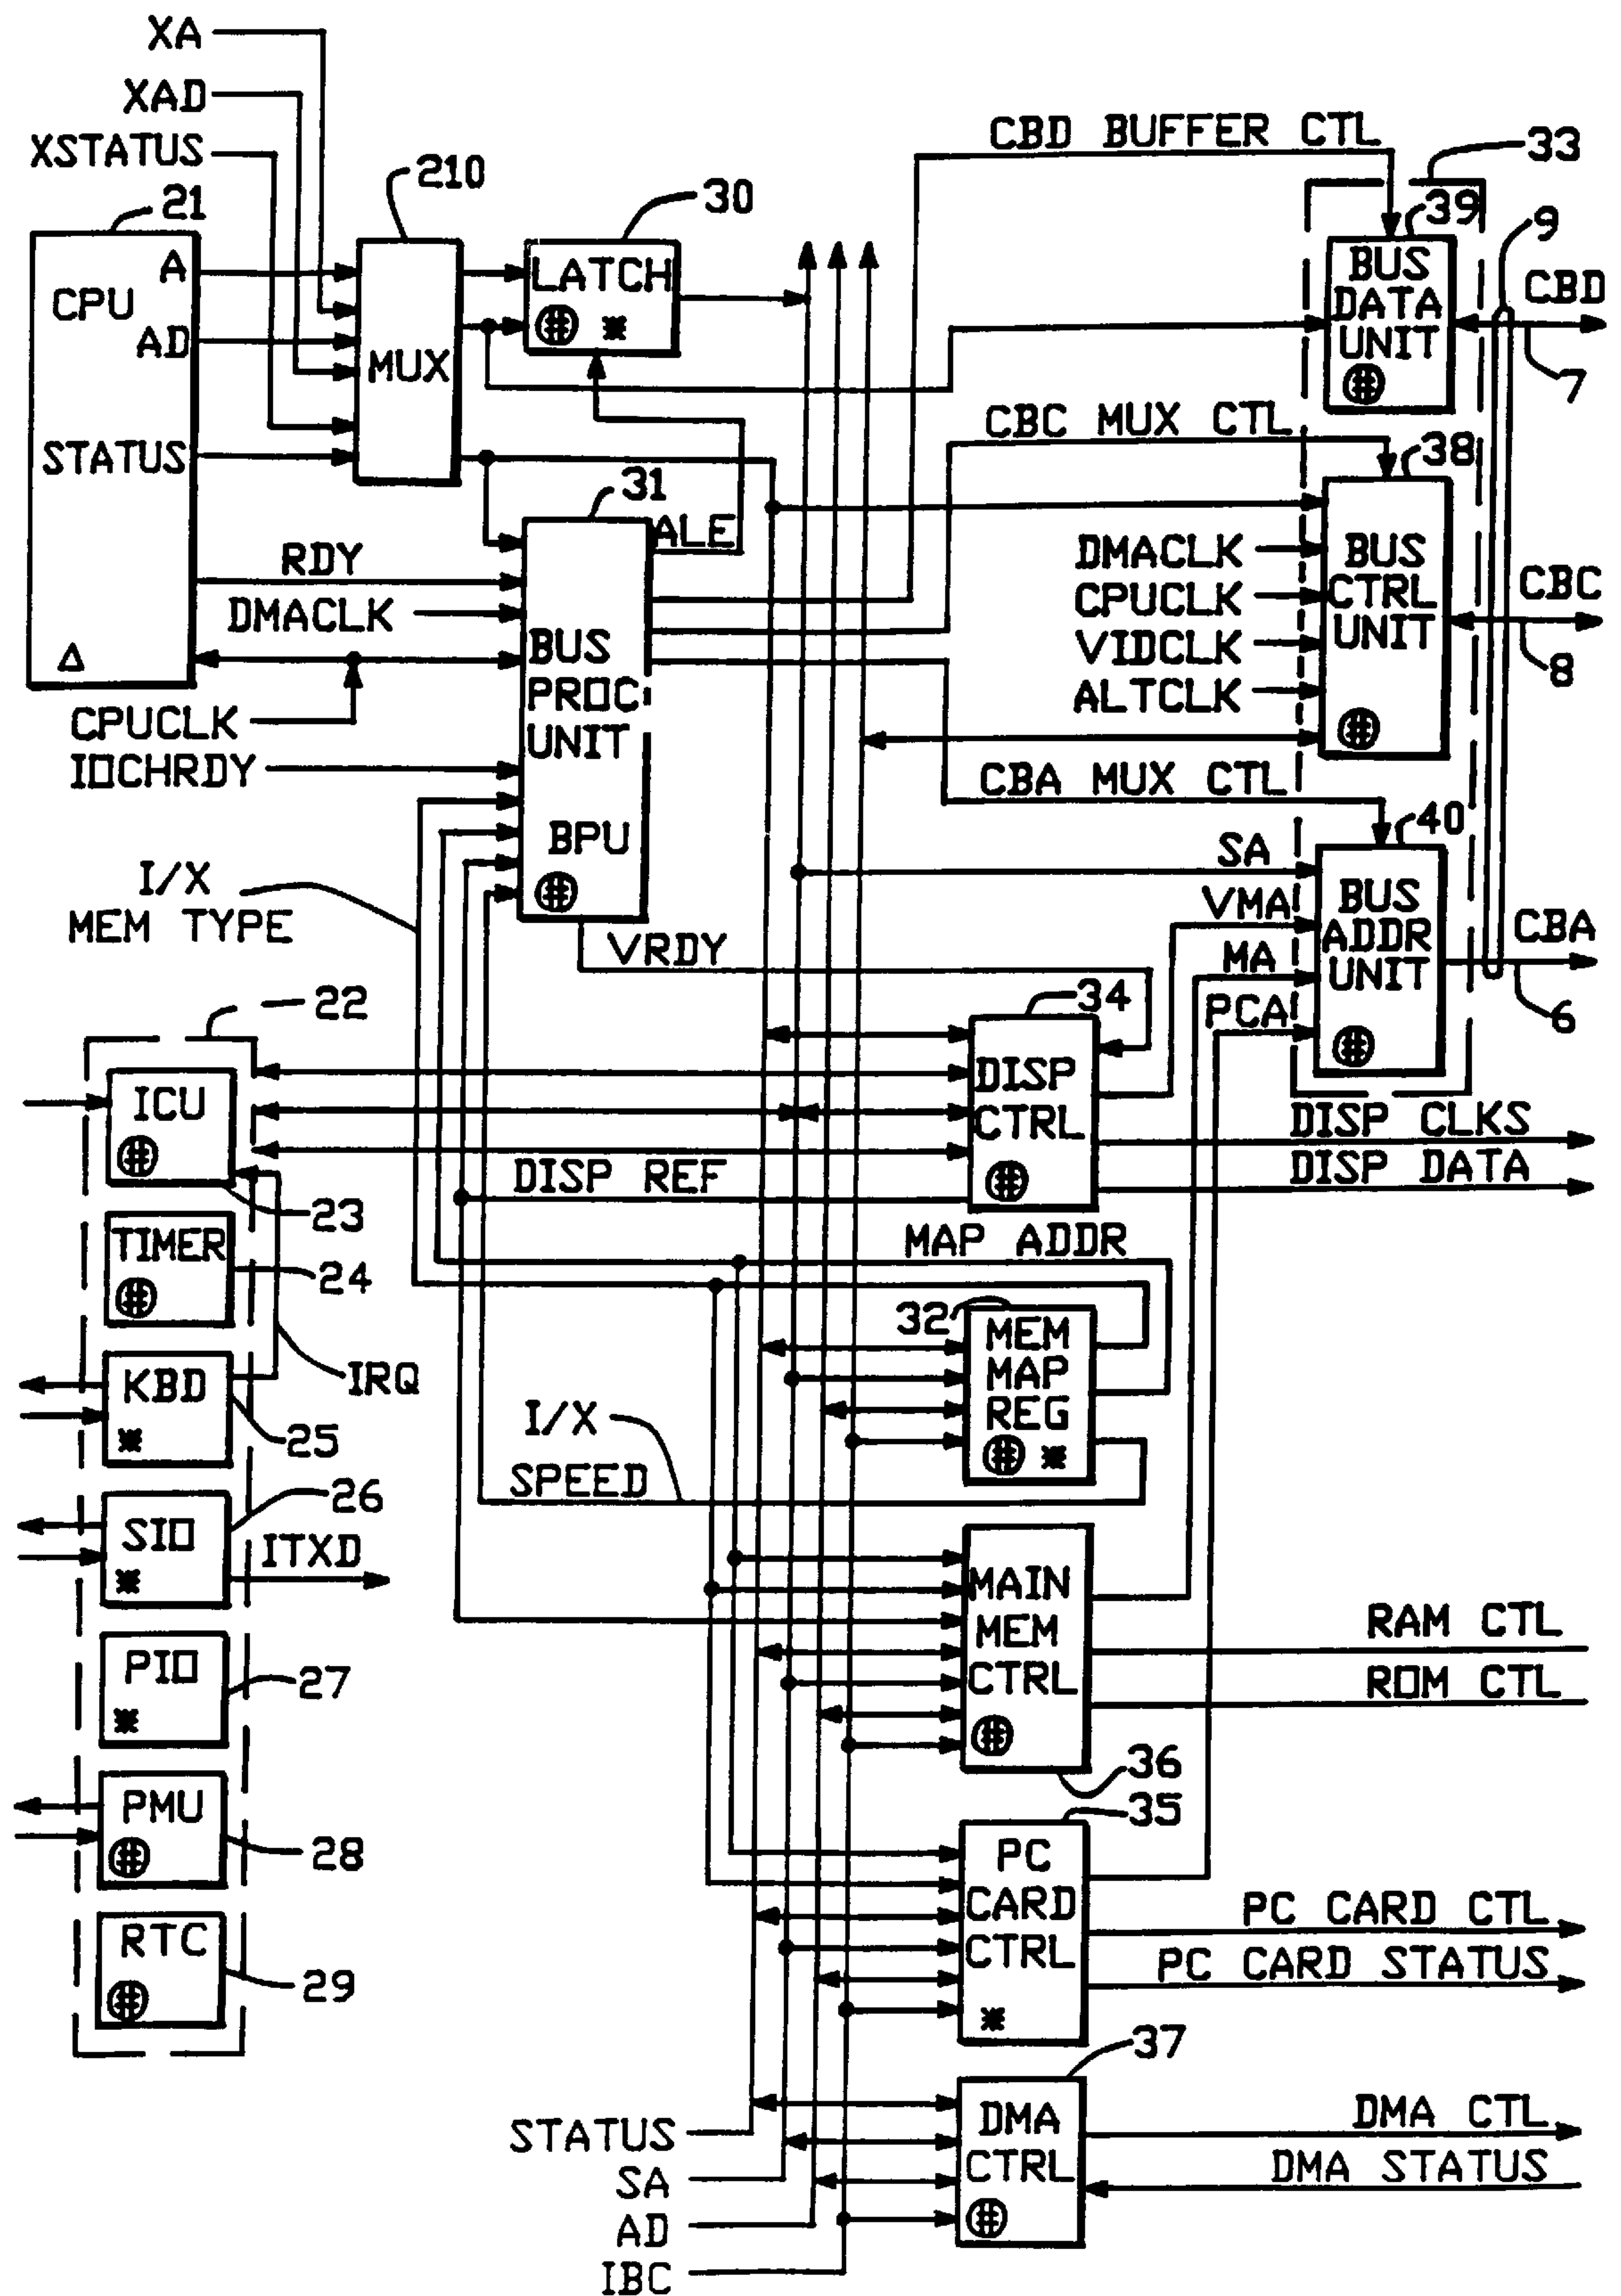 XA
XAD
XSTATUS
CBD BUFFER CTL
33
210
30
39
9
21
A
CPU
AD
STATUS
MUX
LATCH
# *
BUS
DATA
UNIT
#
CBD
7
CBC MUX CTL
38
31
ALE
RDY
DMACLK
Δ
CPUCLK
IOCHRDY
BUS
PROC
UNIT
BPU
#
DMACLK
CPUCLK
VIDCLK
ALTCLK
BUS
CTRL
UNIT
#
CBC
8
CBA MUX CTL
40
I/X
MEM TYPE
SA
VMA
MA
PCA
BUS
ADDR
UNIT
#
CBA
6
VRDY
22
34
ICU
#
DISP
CTRL
#
DISP CLKS
DISP DATA
DISP REF
23
TIMER
#
24
MAP ADDR
32
MEM
MAP
REG
# *
KBD
*
IRQ
25
I/X
SPEED
SIO
*
26
ITXD
MAIN
MEM
CTRL
#
RAM CTL
ROM CTL
PIO
*
27
36
35
PMU
#
28
PC
CARD
CTRL
*
PC CARD CTL
PC CARD STATUS
RTC
#
29
37
STATUS
SA
AD
IBC
DMA
CTRL
#
DMA CTL
DMA STATUS